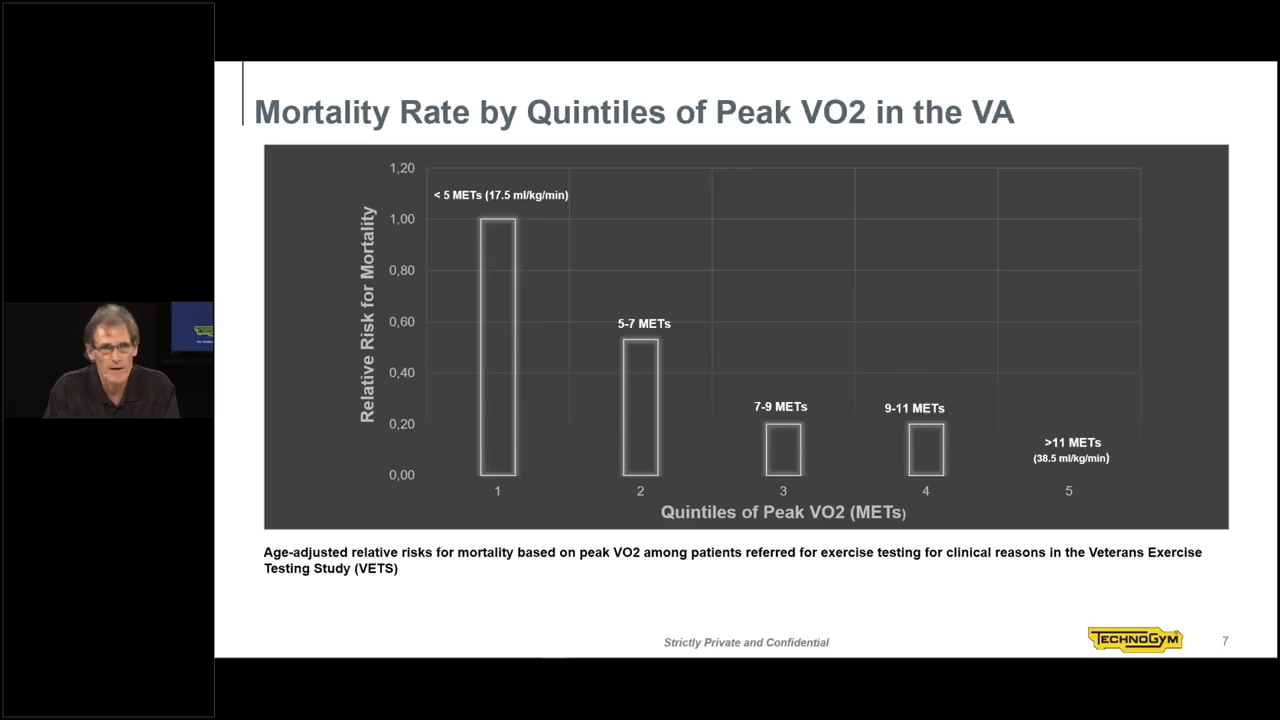 Mortality Rate by Quintiles of Peak VO2 in the VA
Relative Risk for Mortality
1,20
1,00
0,80
0,60
0,40
0,20
0,00
< 5 METs (17.5 ml/kg/min)
5-7 METs
7-9 METs
9-11 METs
>11 METs
(38.5 ml/kg/min)
1
2
3
4
5
Quintiles of Peak VO2 (METs)
Age-adjusted relative risks for mortality based on peak VO2 among patients referred for exercise testing for clinical reasons in the Veterans Exercise
Testing Study (VETS)
Strictly Private and Confidential
TECHNOGYM
7